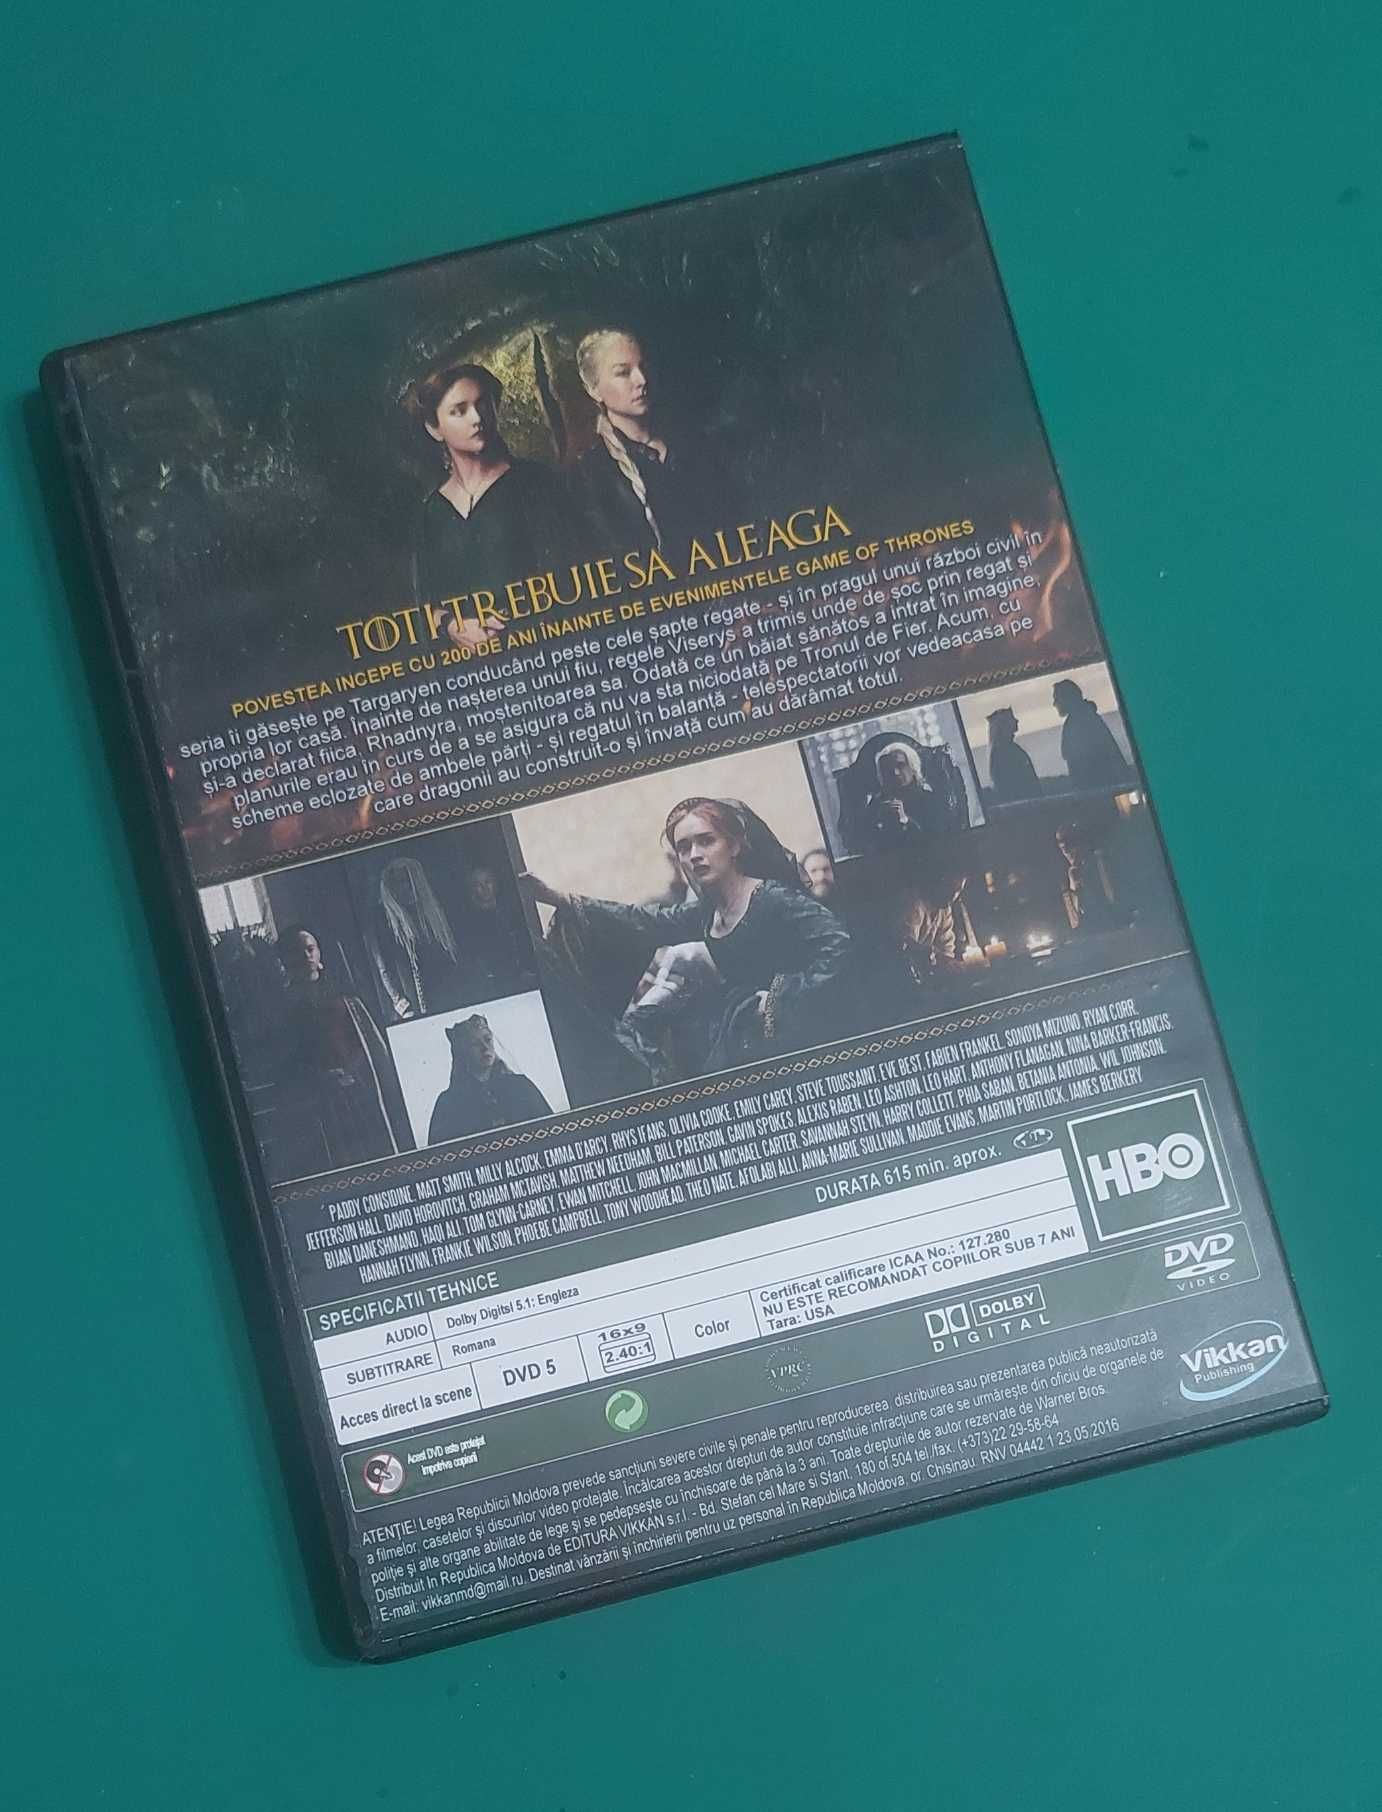 TOTI TREBUIE SA ALEAGA
POVESTEA INCEPE CU 200 DE ANI ÎNAINTE DE EVENIMENTELE GAME OF THRONES
seria îi găsește pe Targaryen conducând peste cele șapte regate - și în pragul unui război civil în
propria lor casă. Înainte de nașterea unui fiu, regele Viserys a trimis unde de șoc prin regat și
și-a declarat fiica, Rhadnyra, moștenitoarea sa. Odată ce un băiat sănătos a intrat în imagine,
planurile erau în curs de a se asigura că nu va sta niciodată pe Tronul de Fier. Acum, cu
scheme eclozate de ambele părți - și regatul în balanță - telespectatorii vor vedeacasa pe
care dragonii au construit-o și învață cum au dărâmat totul.
PADDY CONSIDINE, MATT SMITH, MILLY ALCOCK, EMMA D'ARCY, RHYS IFANS, OLIVIA COOKE, EMILY CAREY, STEVE TOUSSAINT, EVE BEST, FABIEN FRANKEL, SONOYA MIZUNO, RYAN CORR,
JEFFERSON HALL, DAVID HOROVITCH, GRAHAM MCTAVISH, MATTHEW NEEDHAM, BILL PATERSON, GAVIN SPOKES, ALEXIS RABEN, LEO ASHTON, LEO HART, ANTHONY FLANAGAN, NINA BARKER-FRANCIS,
BIJAN DANESHMAND, HAQI ALI, TOM GLYNN-CARNEY, EWAN MITCHELL, JOHN MACMILLAN, MICHAEL CARTER, SAVANNAH STEYN, HARRY COLLETT, PHIA SABAN, BETANIA ANTONIA, WIL JOHNSON,
HANNAH FLYNN, FRANKIE WILSON, PHOEBE CAMPBELL, TONY WOODHEAD, THEO NATE, AFOLABI ALLI, ANNA-MARIE SULLIVAN, MADDIE EVANS, MARTIN PORTLOCK, JAMES BERKERY
SPECIFICATII TEHNICE
DURATA 615 min. aprox.
HBO
AUDIO
Dolby Digitsl 5.1: Engleza
SUBTITRARE
Romana
Acces direct la scene
DVD 5
16x9
2.40:1
Color
Certificat calificare ICAA No.: 127.280
NU ESTE RECOMANDAT COPIILOR SUB 7 ANI
Tara: USA
DVD
VIDEO
Acest DVD este protejat
împotriva copierii
VPRC
DOLBY
DIGITAL
Vikkan
Publishing
ATENȚIE! Legea Republicii Moldova prevede sancțiuni severe civile și penale pentru reproducerea, distribuirea sau prezentarea publică neautorizată
a filmelor, casetelor și discurilor video protejate. Încălcarea acestor drepturi de autor constituie infracțiune care se urmărește din oficiu de organele de
poliție și alte organe abilitate de lege și se pedepsește cu închisoare de până la 3 ani. Toate drepturile de autor rezervate de Warner Bros.
Distribuit în Republica Moldova de EDITURA VIKKAN s.r.l. - Bd. Stefan cel Mare si Sfant, 180 of 504 tel./fax. (+373)22 29-58-64
E-mail: vikkanmd@mail.ru. Destinat vânzării și închirierii pentru uz personal în Republica Moldova, or. Chisinau. RNV 04442 1 23.05.2016